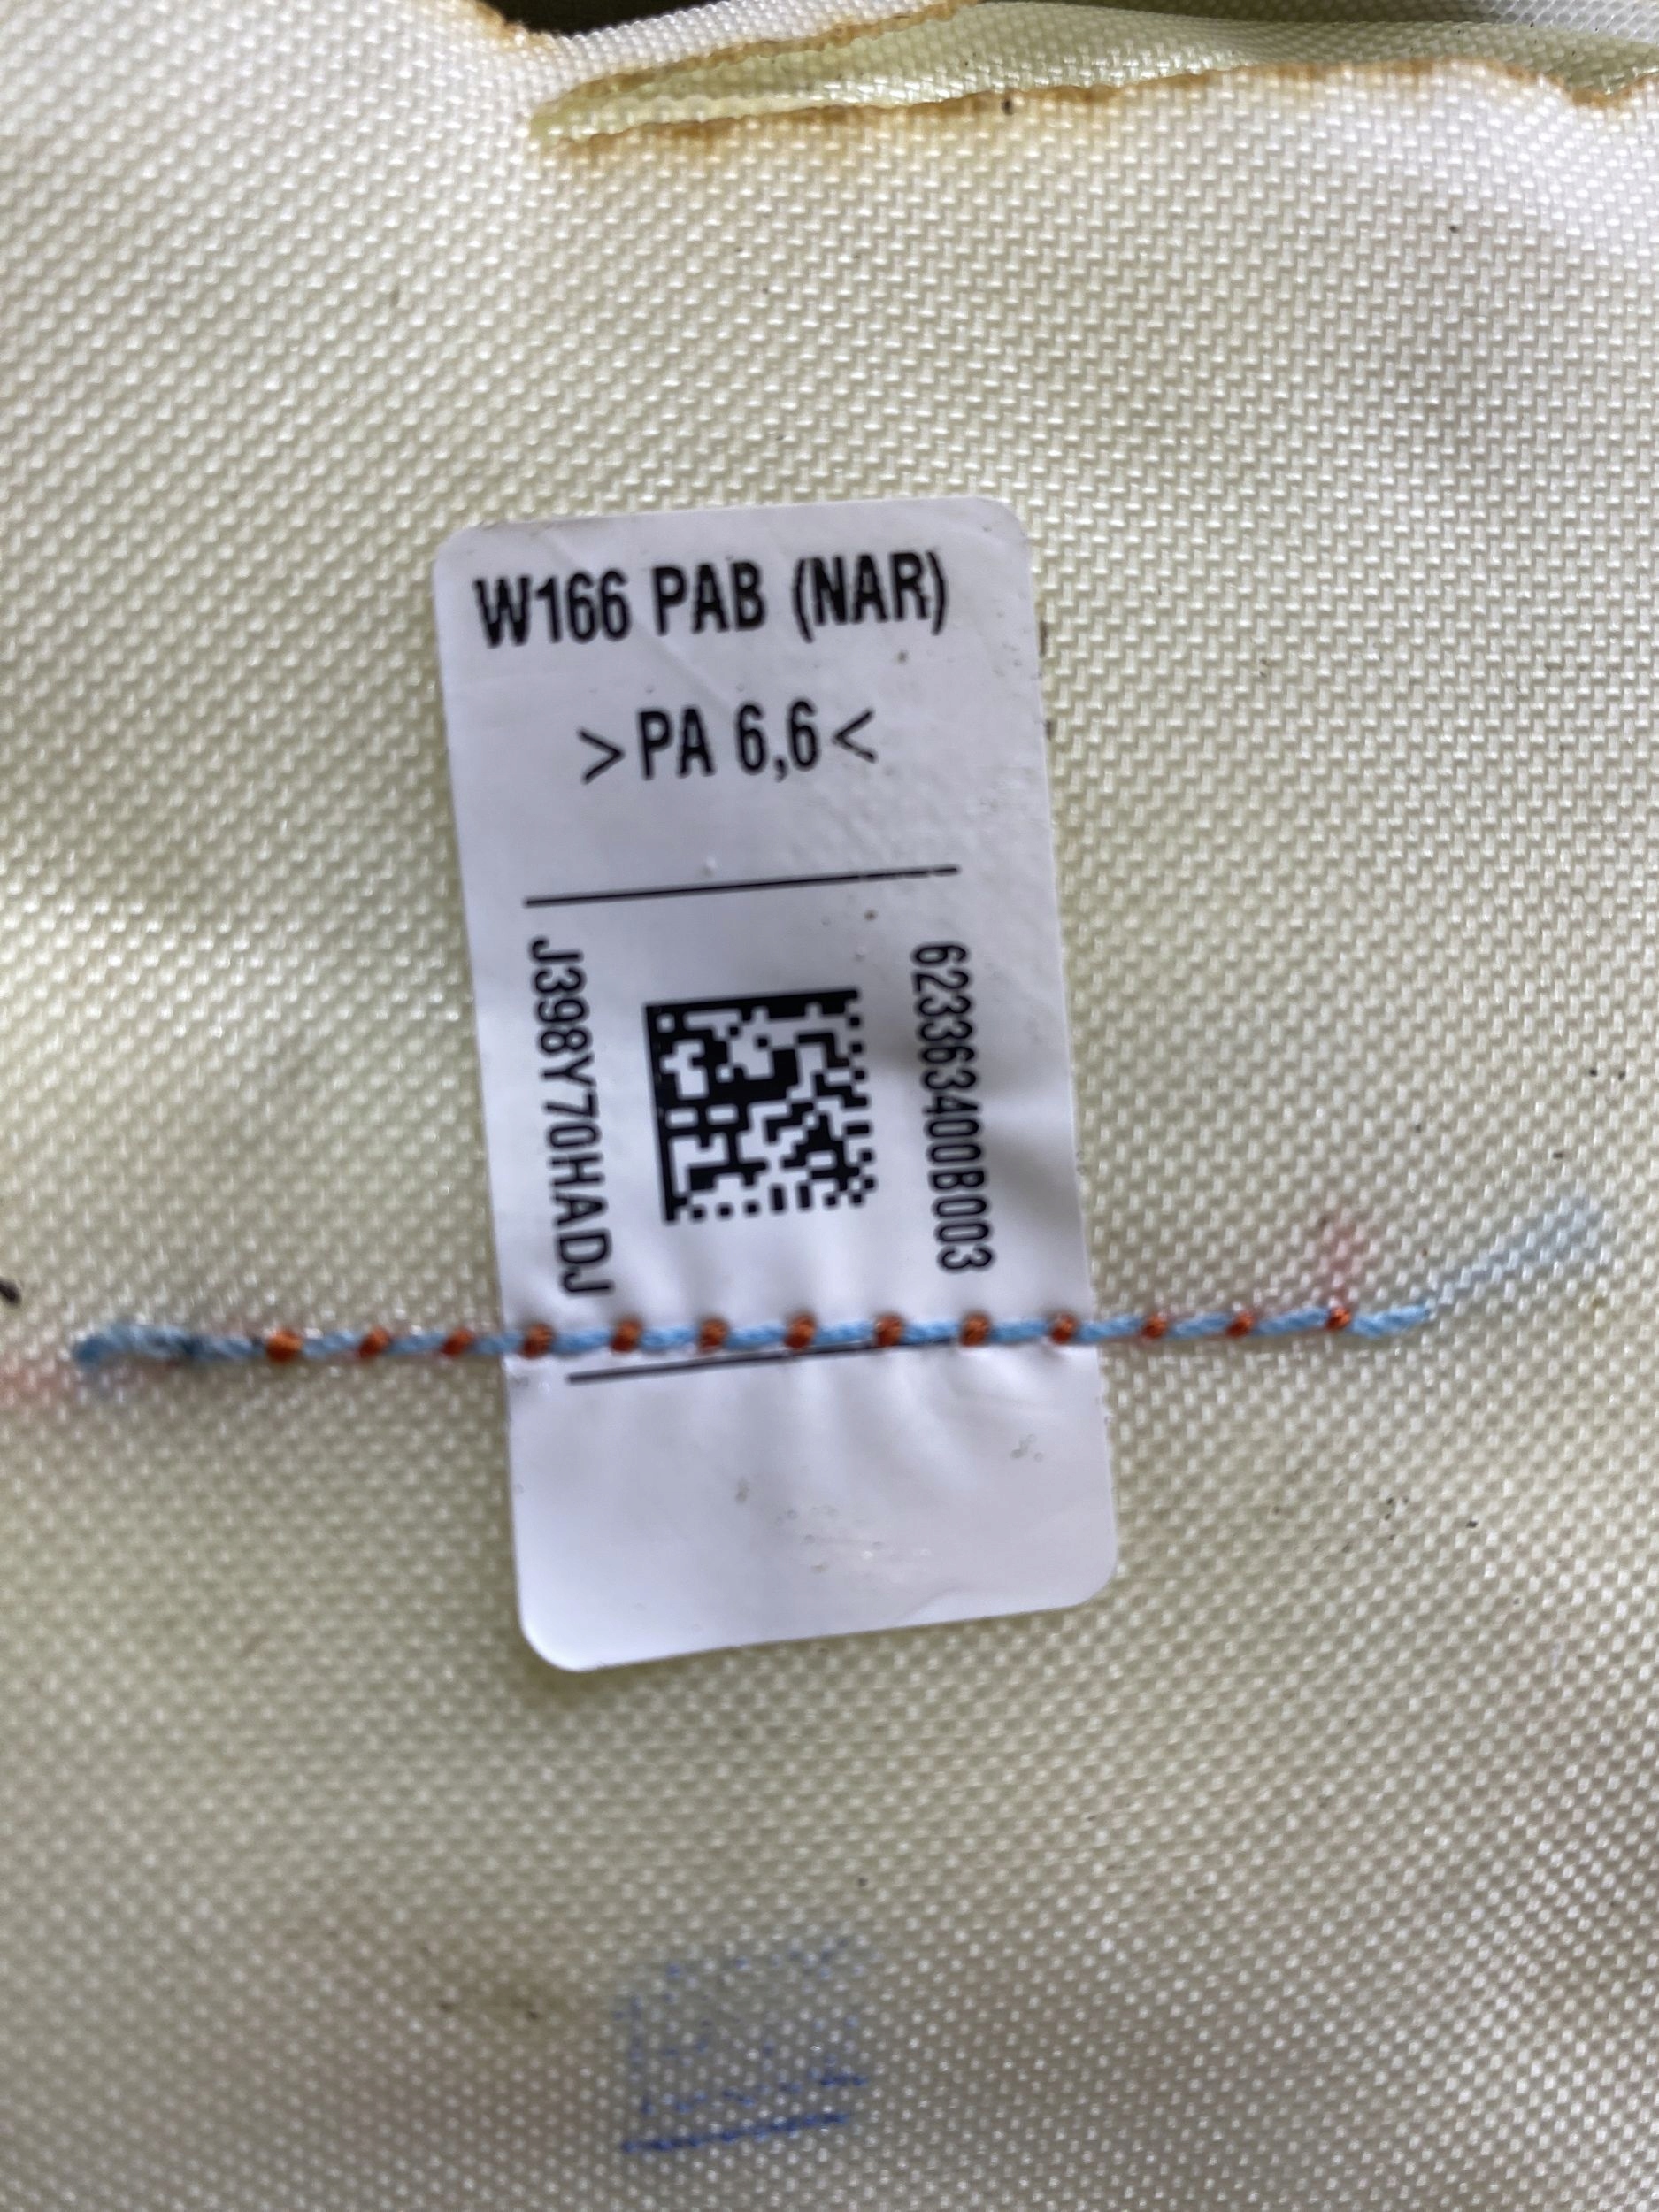 W166 PAB (NAR)
>PA 6,6<
623363400B003
J398Y70HADJ